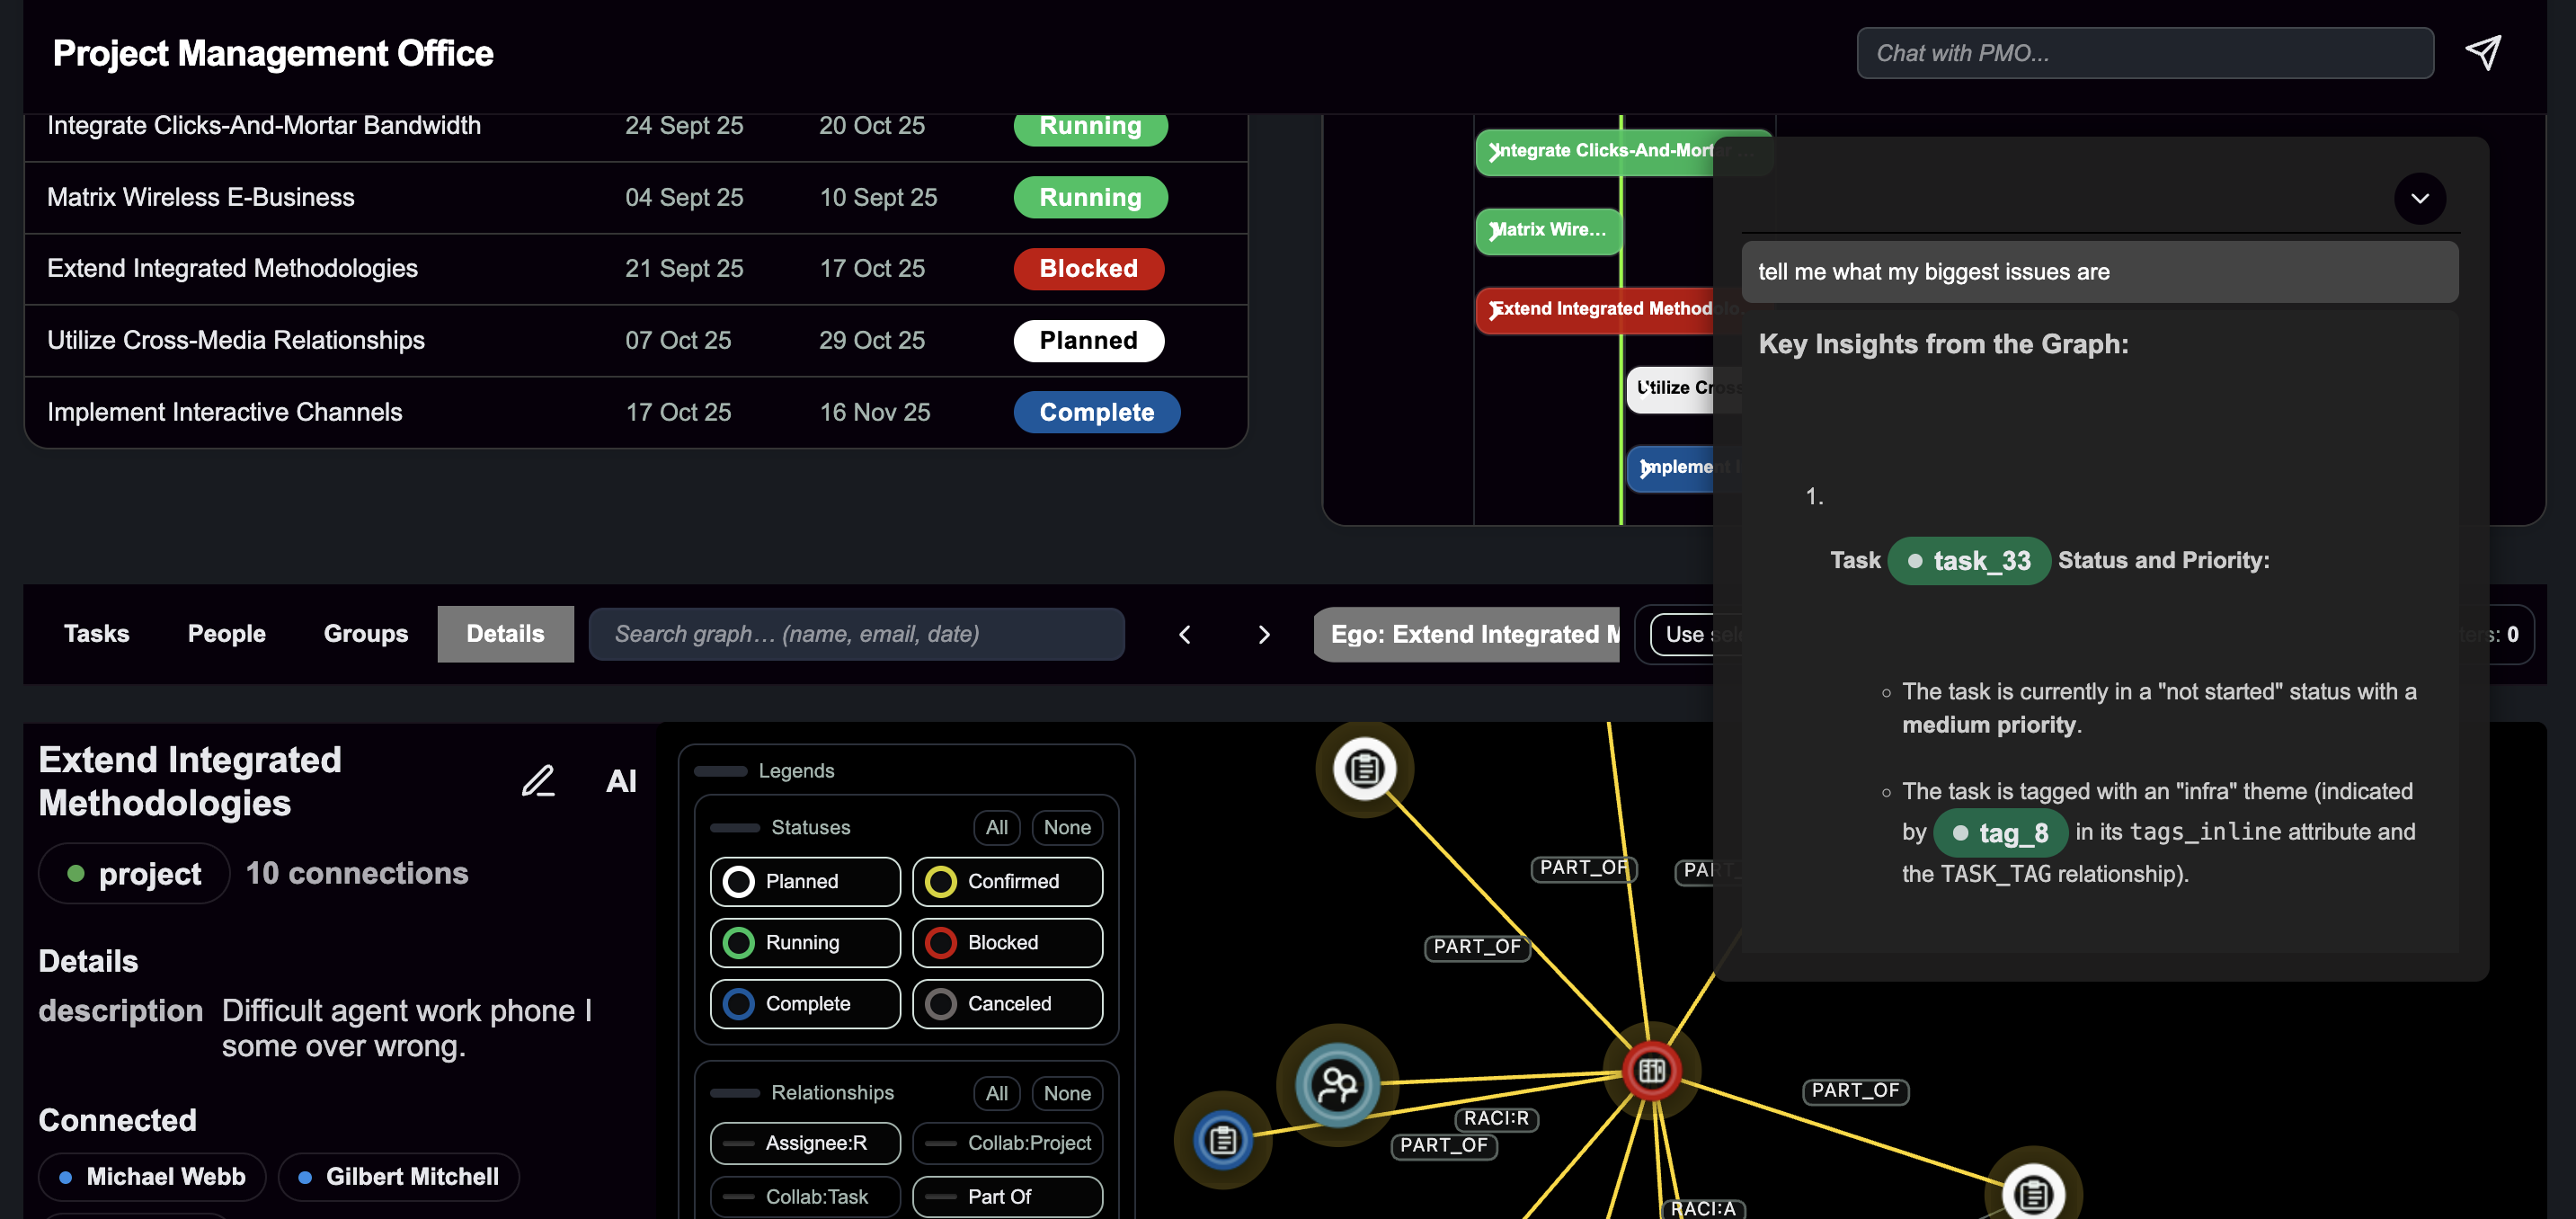 Project Management Office
Chat with PMO...
Integrate Clicks-And-Mortar Bandwidth 24 Sept 25 20 Oct 25 Running
Matrix Wireless E-Business 04 Sept 25 10 Sept 25 Running
Extend Integrated Methodologies 21 Sept 25 17 Oct 25 Blocked
Utilize Cross-Media Relationships 07 Oct 25 29 Oct 25 Planned
Implement Interactive Channels 17 Oct 25 16 Nov 25 Complete
Integrate Clicks-And-Mortar ...
Matrix Wire...
Extend Integrated Methodolo...
Utilize Cross
Implement I
tell me what my biggest issues are
Key Insights from the Graph:
1.
Task task_33 Status and Priority:
The task is currently in a "not started" status with a
medium priority.
The task is tagged with an "infra" theme (indicated
by tag_8 in its tags_inline attribute and
the TASK_TAG relationship).
Tasks People Groups Details Search graph... (name, email, date) Ego: Extend Integrated M Use sel ters: 0
Extend Integrated
Methodologies
AI
project 10 connections
Details
description Difficult agent work phone I
some over wrong.
Connected
Michael Webb Gilbert Mitchell
Legends
Statuses All None
Planned Confirmed
Running Blocked
Complete Canceled
Relationships All None
Assignee:R Collab:Project
Collab:Task Part Of
PART_OF
PART_
PART_OF
PART_OF
RACI:R
PART_OF
RACI:A